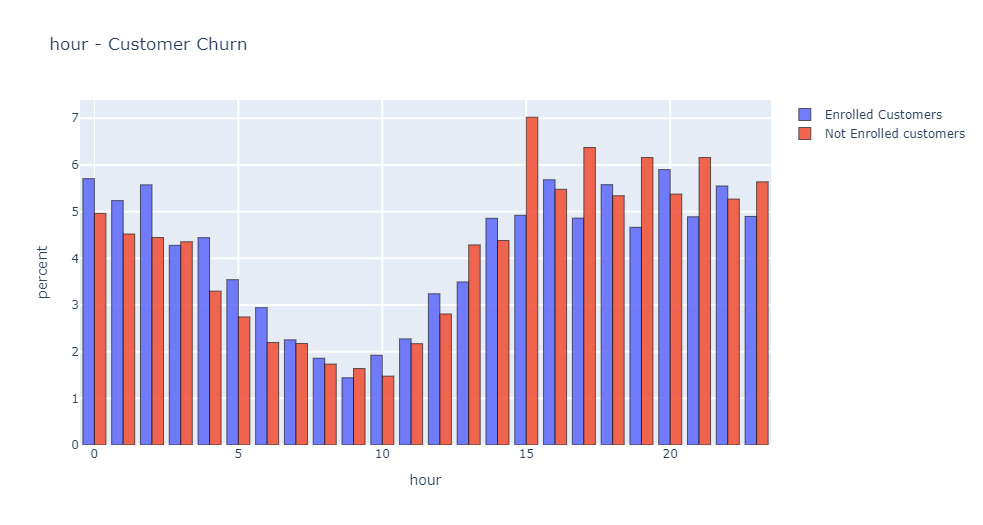 hour - Customer Churn
Enrolled Customers
Not Enrolled customers
percent
7
6
5
4
3
2
1
0
0 5 10 15 20
hour